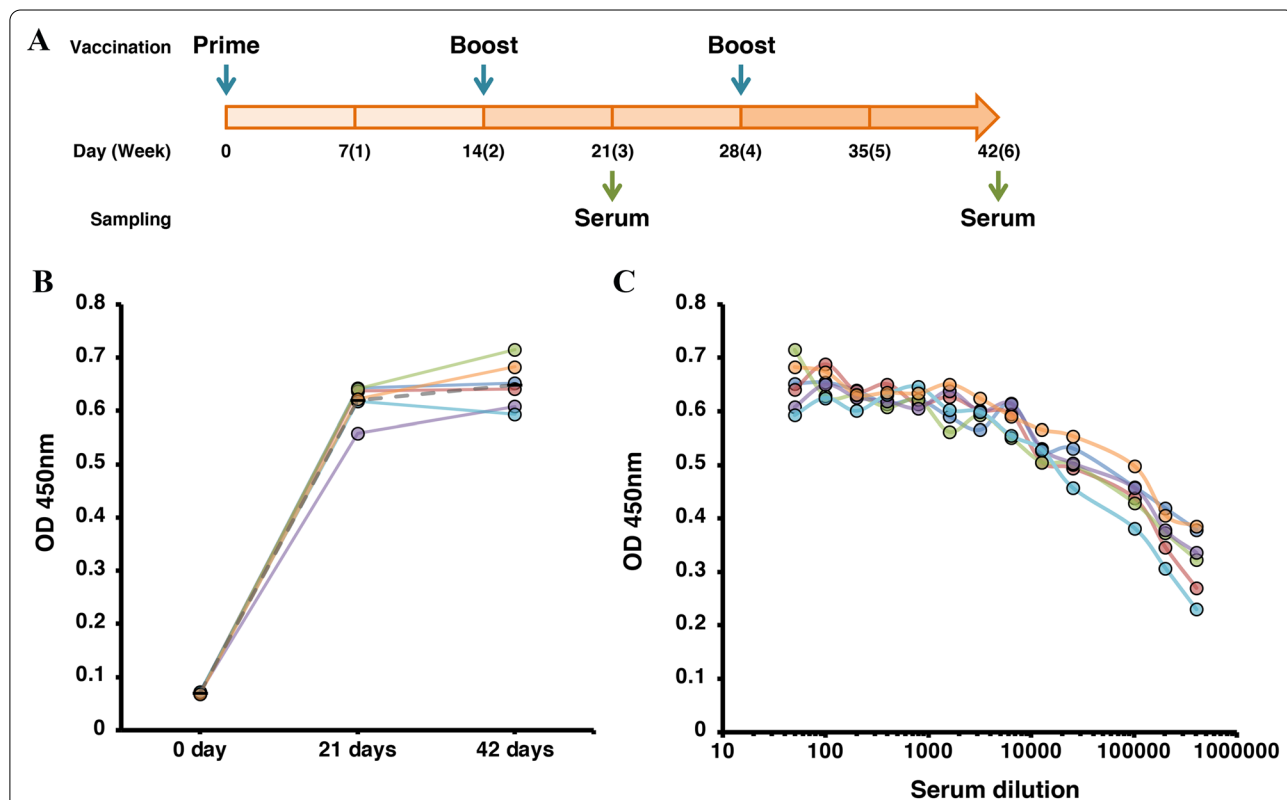 A
Vaccination Prime Boost Boost
Day (Week) 0 7(1) 14(2) 21(3) 28(4) 35(5) 42(6)
Sampling Serum Serum
B
0.8
0.7
0.6
0.5
0.4
0.3
0.2
0.1
0
OD 450nm
0 day 21 days 42 days
C
0.8
0.7
0.6
0.5
0.4
0.3
0.2
0.1
0
OD 450nm
10 100 1000 10000 100000 1000000
Serum dilution